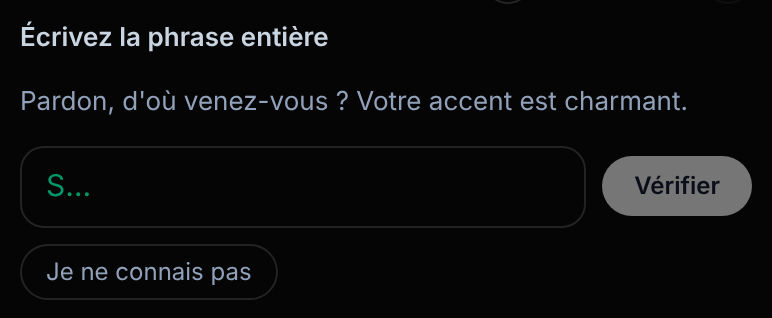 Écrivez la phrase entière
Pardon, d'où venez-vous ? Votre accent est charmant.
S...
Vérifier
Je ne connais pas